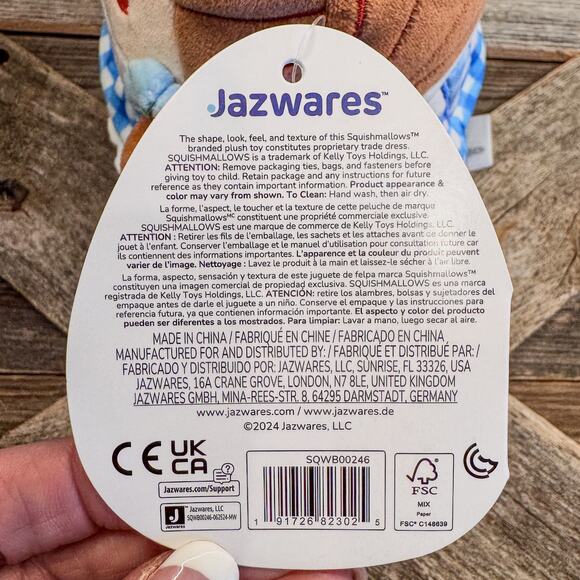 Jazwares™
The shape, look, feel, and texture of this Squishmallows™
branded plush toy constitutes proprietary trade dress.
SQUISHMALLOWS is a trademark of Kelly Toys Holdings, LLC.
ATTENTION: Remove packaging ties, bags, and fasteners before
giving toy to child. Retain package and any instructions for future
reference as they contain important information. Product appearance &
color may vary from shown. To Clean: Hand wash, then air dry.
La forme, l'aspect, le toucher et la texture de cette peluche de marque
Squishmallowsᴹᶜ constituent une propriété commerciale exclusive.
SQUISHMALLOWS est une marque de commerce de Kelly Toys Holdings, LLC.
ATTENTION : Retirer les fils de l'emballage, les sachets et les attaches avant de donner le
jouet à l'enfant. Conserver l'emballage et le manuel d'utilisation pour consultation future car
ils contiennent des informations importantes. L'apparence et la couleur du produit peuvent
varier de l'image. Nettoyage : Lavez le produit à la main et laissez-le sécher à l'air libre.
La forma, aspecto, sensación y textura de este juguete de felpa marca Squishmallows™
constituyen una imagen comercial de propiedad exclusiva. SQUISHMALLOWS es una marca
registrada de Kelly Toys Holdings, LLC. ATENCIÓN: retire los alambres, bolsas y sujetadores del
empaque antes de darle el juguete a un niño. Conserve el empaque y las instrucciones para
referencia futura, ya que contienen información importante. El aspecto y color del producto
pueden ser diferentes a los mostrados. Para limpiar: Lavar a mano, luego secar al aire.
MADE IN CHINA / FABRIQUÉ EN CHINE / FABRICADO EN CHINA
MANUFACTURED FOR AND DISTRIBUTED BY: / FABRIQUÉ ET DISTRIBUÉ PAR: /
FABRICADO Y DISTRIBUIDO POR: JAZWARES, LLC, SUNRISE, FL 33326, USA
JAZWARES, 16A CRANE GROVE, LONDON, N7 8LE, UNITED KINGDOM
JAZWARES GMBH, MINA-REES-STR. 8, 64295 DARMSTADT, GERMANY
www.jazwares.com / www.jazwares.com
©2024 Jazwares, LLC
CE UK
CA
?
Jazwares.com/Support
J
Jazwares
Jazwares, LLC
SQWB00246-062524-MW
SQWB00246
1 91726 82302 5
FSC
MIX
Paper
FSC® C148639